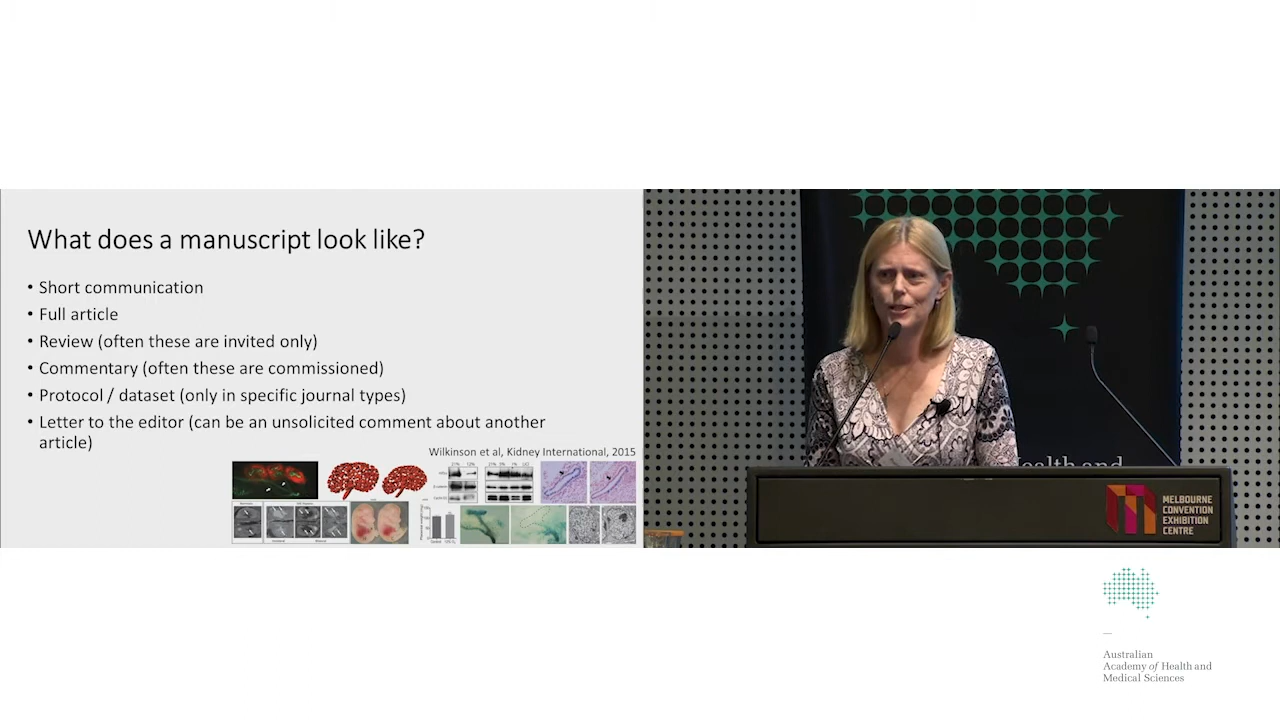 What does a manuscript look like?
• Short communication
• Full article
• Review (often these are invited only)
• Commentary (often these are commissioned)
• Protocol / dataset (only in specific journal types)
• Letter to the editor (can be an unsolicited comment about another
article)
Wilkinson et al, Kidney International, 2015
ealth and
MELBOURNE
CONVENTION
EXHIBITION
CENTRE
—
Australian
Academy of Health and
Medical Sciences